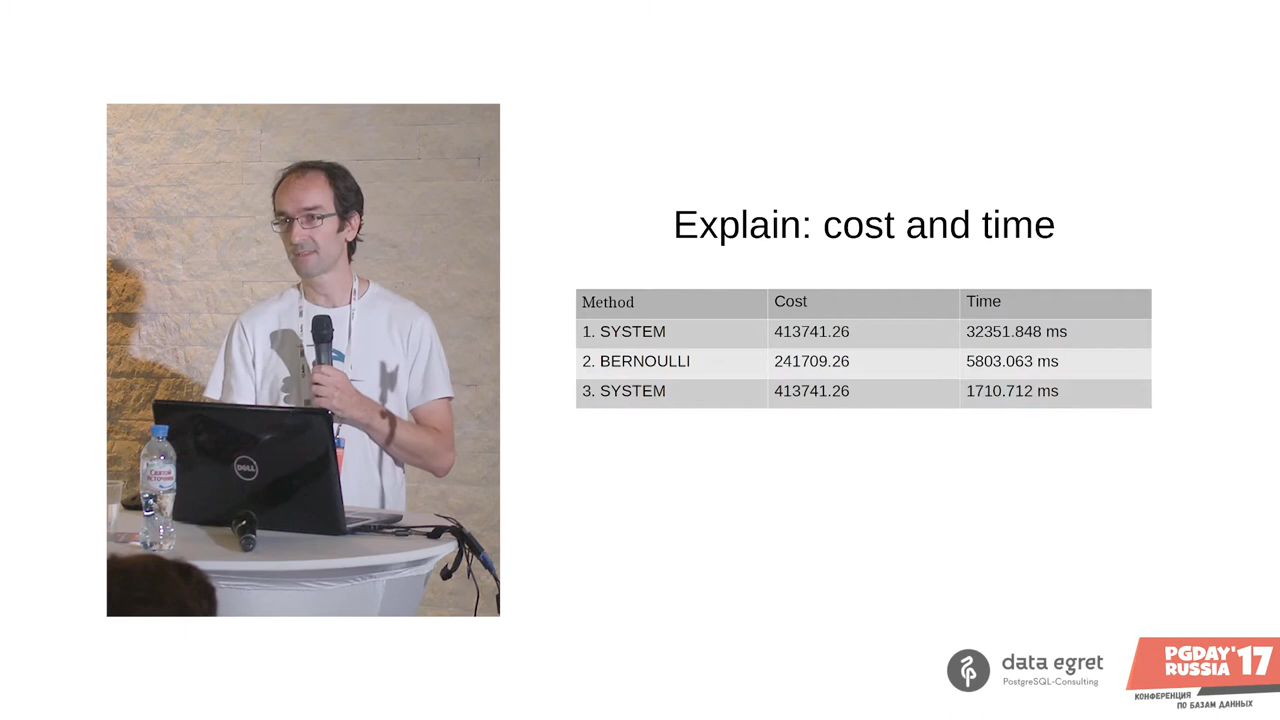 Explain: cost and time
Method Cost Time
1. SYSTEM 413741.26 32351.848 ms
2. BERNOULLI 241709.26 5803.063 ms
3. SYSTEM 413741.26 1710.712 ms
DELL
Святой
Источник
data egret
PostgreSQL-Consulting
PGDAY'17
RUSSIA
КОНФЕРЕНЦИЯ
ПО БАЗАМ ДАННЫХ